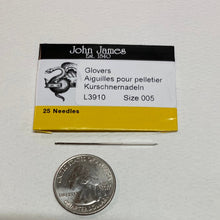 John James
Est. 1840
Glovers
Aiguilles pour pelletier
Kurschnernadeln
L3910 Size 005
25 Needles